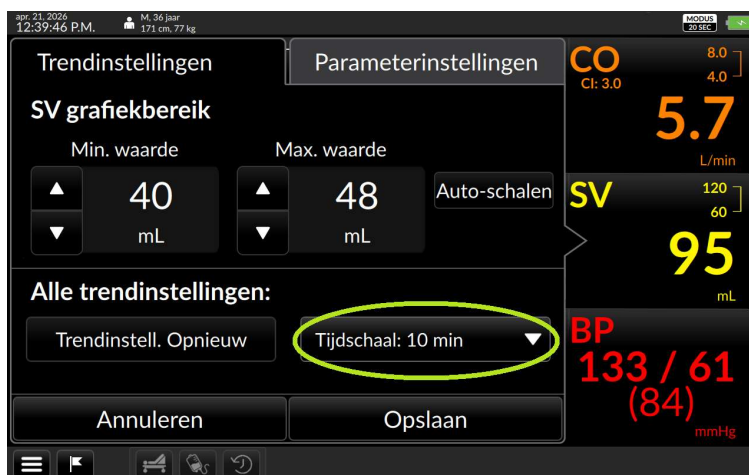 apr. 21, 2026
12:39:46 P.M.
M, 36 jaar
171 cm, 77 kg
MODUS
20 SEC
Trendinstellingen
Parameterinstellingen
SV grafiekbereik
Min. waarde
Max. waarde
40
mL
48
mL
Auto-schalen
Alle trendinstellingen:
Trendinstell. Opnieuw
Tijdschaal: 10 min
Annuleren
Opslaan
CO
CI: 3.0
8.0
4.0
5.7
L/min
SV
120
60
95
mL
BP
133 / 61
(84)
mmHg